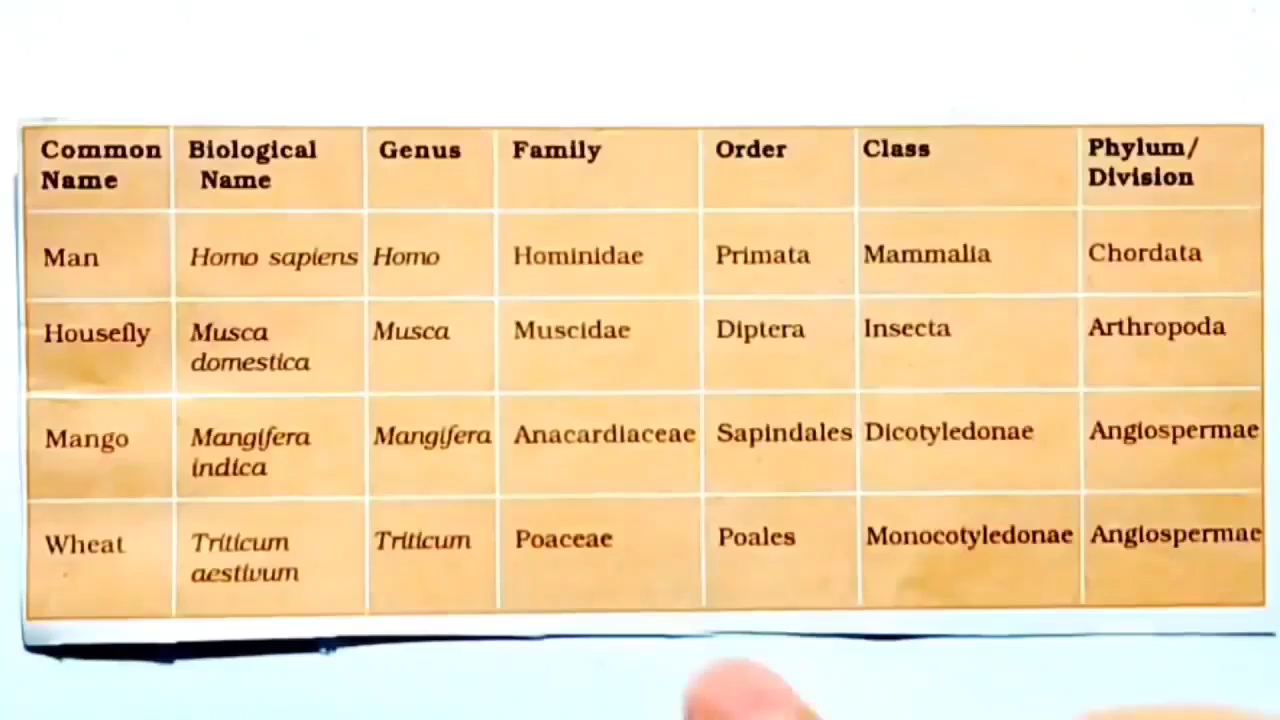 Common Name Biological Name Genus Family Order Class Phylum/ Division
Man Homo sapiens Homo Hominidae Primata Mammalia Chordata
Housefly Musca domestica Musca Muscidae Diptera Insecta Arthropoda
Mango Mangifera indica Mangifera Anacardiaceae Sapindales Dicotyledonae Angiospermae
Wheat Triticum aestivum Triticum Poaceae Poales Monocotyledonae Angiospermae